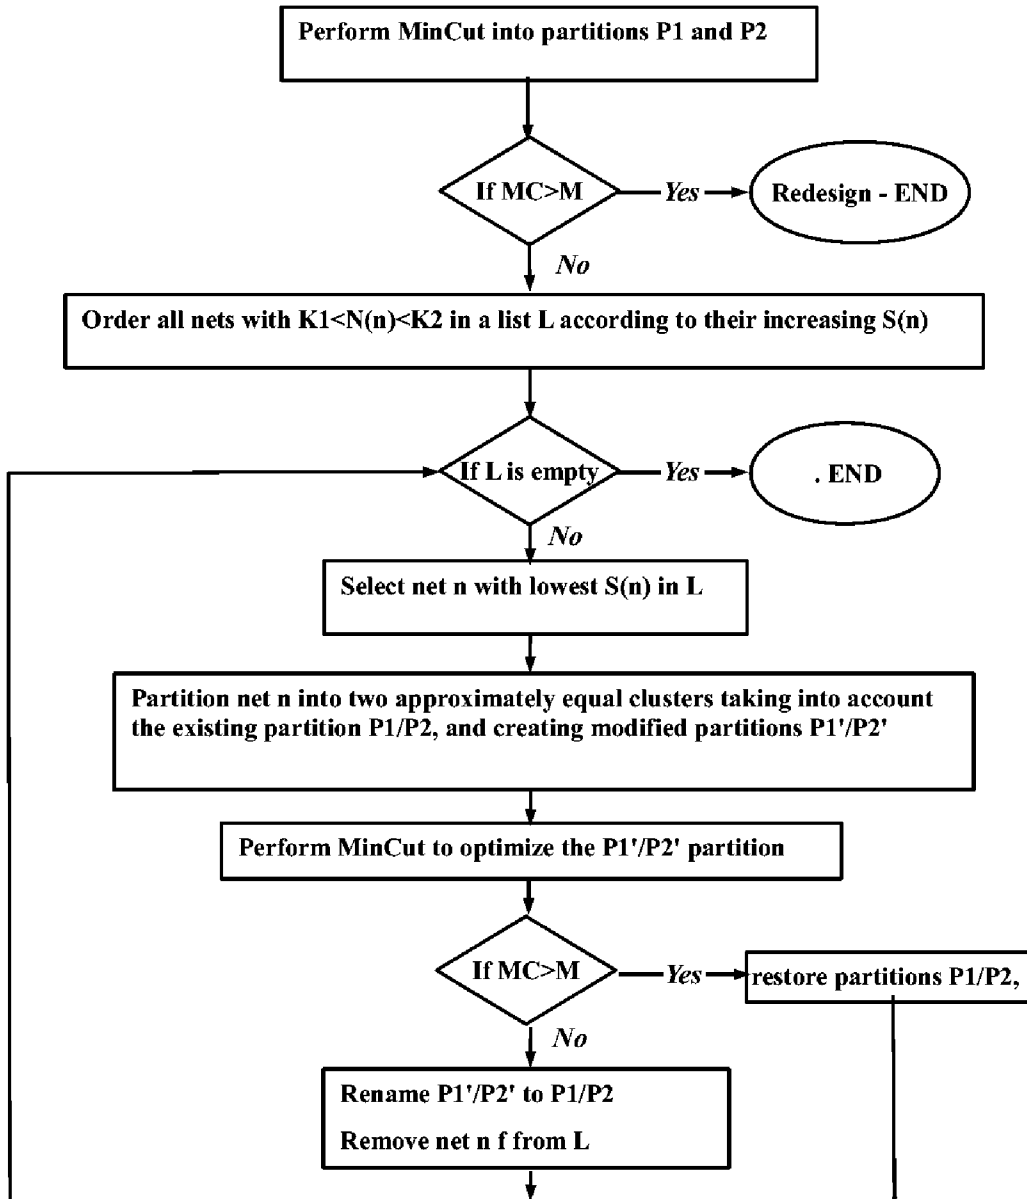 Perform MinCut into partitions P1 and P2
If MC>M
Yes
Redesign - END
No
Order all nets with K1<N(n)<K2 in a list L according to their increasing S(n)
If L is empty
Yes
. END
No
Select net n with lowest S(n) in L
Partition net n into two approximately equal clusters taking into account
the existing partition P1/P2, and creating modified partitions P1'/P2'
Perform MinCut to optimize the P1'/P2' partition
If MC>M
Yes
restore partitions P1/P2,
No
Rename P1'/P2' to P1/P2
Remove net n f from L